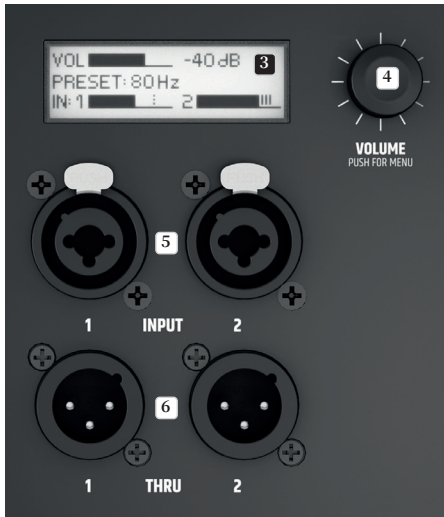 VOL -40dB 3
PRESET: 80Hz
IN: 1 2
4
VOLUME
PUSH FOR MENU
5
1 INPUT 2
6
1 THRU 2